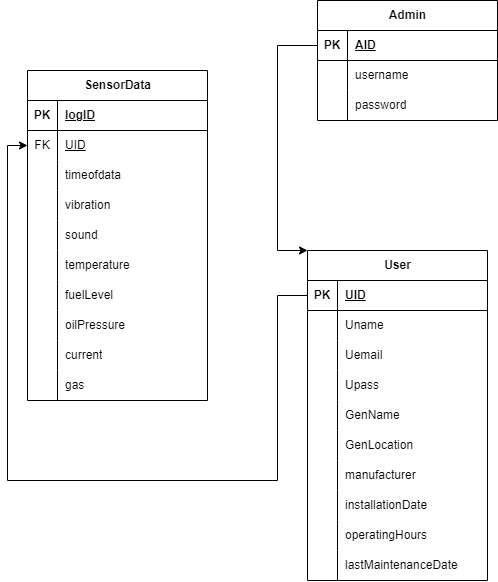 Admin
PK AID
username
password
SensorData
PK logID
FK UID
timeofdata
vibration
sound
temperature
fuelLevel
oilPressure
current
gas
User
PK UID
Uname
Uemail
Upass
GenName
GenLocation
manufacturer
installationDate
operatingHours
lastMaintenanceDate